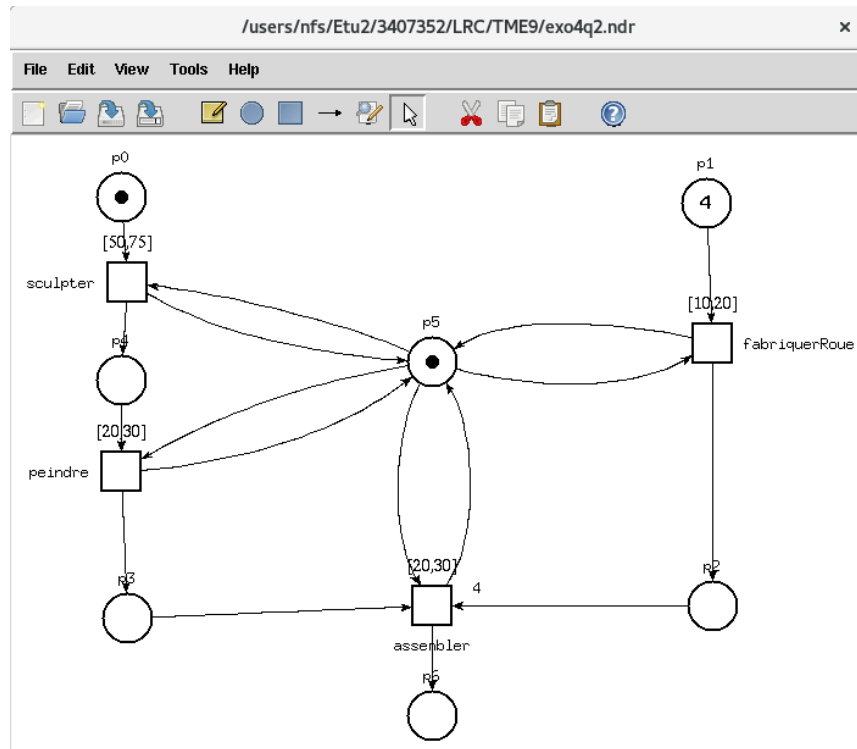 /users/nfs/Etu2/3407352/LRC/TME9/exo4q2.ndr
File Edit View Tools Help
p0
p1
4
[50,75]
sculpter
[10,20]
p5
p4
fabriquerRoue
[20,30]
peindre
[20,30]
p3
4
p2
assembler
p6